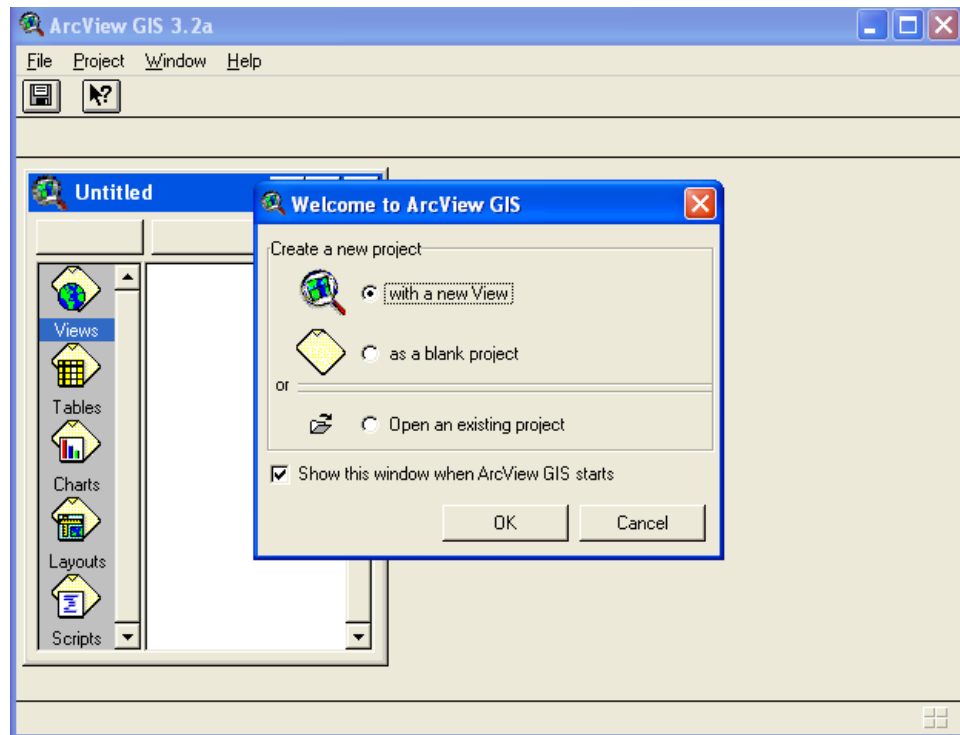 ArcView GIS 3.2a
File Project Window Help
Untitled
Welcome to ArcView GIS
Create a new project
with a new View
as a blank project
or
Open an existing project
Show this window when ArcView GIS starts
OK Cancel
Views
Tables
Charts
Layouts
Scripts